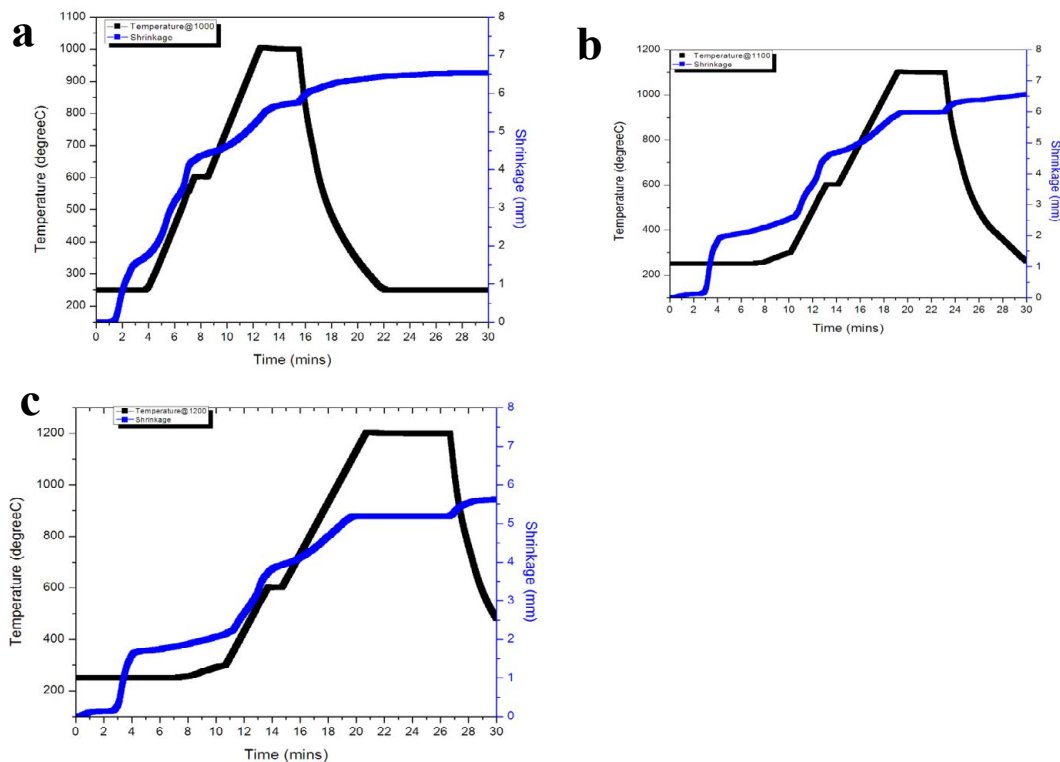 a
Temperature@1000
Shrinkage
1100
1000
900
800
700
600
500
400
300
200
Temperature (degreeC)
8
7
6
5
4
3
2
1
0
Shrinkage (mm)
0 2 4 6 8 10 12 14 16 18 20 22 24 26 28 30
Time (mins)
b
Temperature@1100
Shrinkage
1200
1000
800
600
400
200
Temperature (degreeC)
8
7
6
5
4
3
2
1
0
Shrinkage (mm)
0 2 4 6 8 10 12 14 16 18 20 22 24 26 28 30
Time (mins)
c
Temperature@1200
Shrinkage
1200
1000
800
600
400
200
Temperature (degreeC)
8
7
6
5
4
3
2
1
0
Shrinkage (mm)
0 2 4 6 8 10 12 14 16 18 20 22 24 26 28 30
Time (mins)